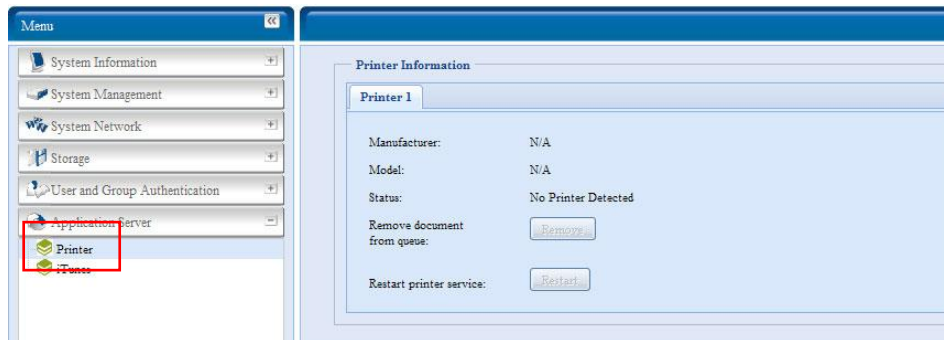 Menu
System Information
System Management
System Network
Storage
User and Group Authentication
Application Server
Printer
iTunes
Printer Information
Printer 1
Manufacturer: N/A
Model: N/A
Status: No Printer Detected
Remove document
from queue:
Remove
Restart printer service: Restart